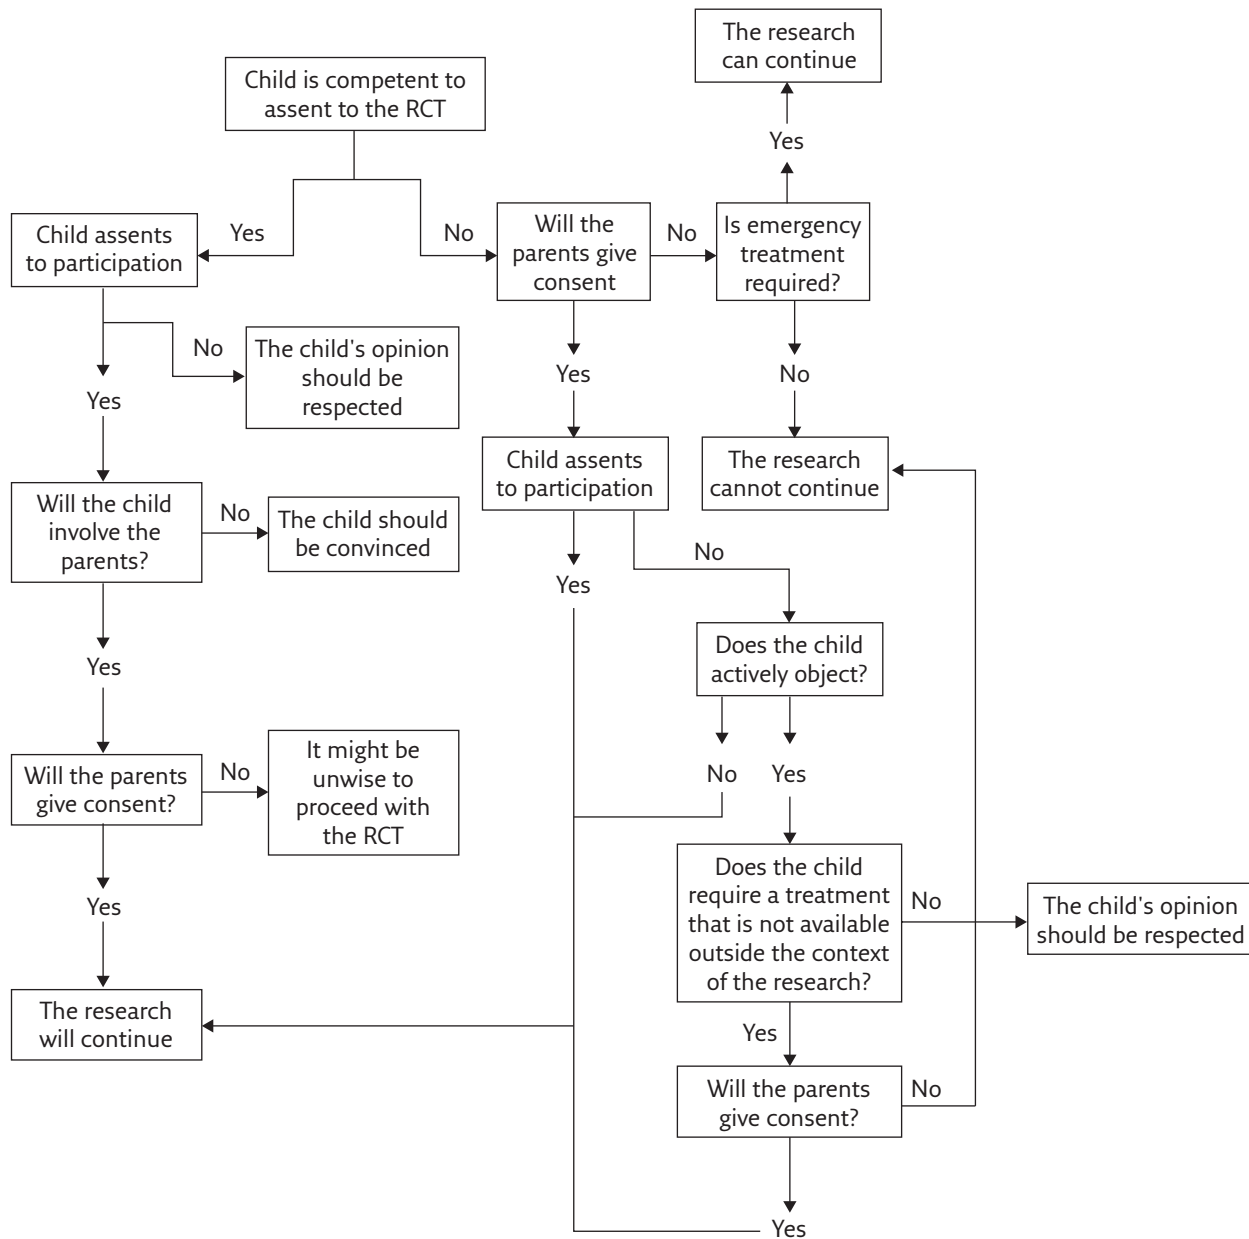 The research
can continue
Child is competent to
assent to the RCT
Yes
Child assents
to participation
Yes
No
Will the
parents give
consent
No
Is emergency
treatment
required?
No
The child's opinion
should be
respected
Yes
Yes
No
Child assents
to participation
The research
cannot continue
Will the child
involve the
parents?
No
The child should
be convinced
No
Yes
Yes
Does the child
actively object?
Will the parents
give consent?
No
It might be
unwise to
proceed with
the RCT
No
Yes
Does the child
require a treatment
that is not available
outside the context
of the research?
No
The child's opinion
should be respected
Yes
The research
will continue
Yes
Will the parents
give consent?
No
Yes